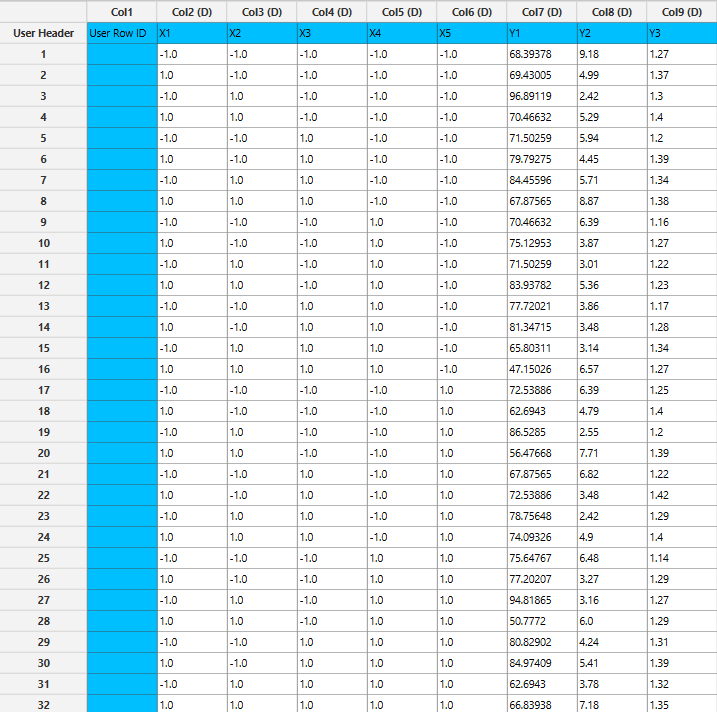 Col1 Col2 (D) Col3 (D) Col4 (D) Col5 (D) Col6 (D) Col7 (D) Col8 (D) Col9 (D)
User Header User Row ID X1 X2 X3 X4 X5 Y1 Y2 Y3
1 -1.0 -1.0 -1.0 -1.0 -1.0 68.39378 9.18 1.27
2 1.0 -1.0 -1.0 -1.0 -1.0 69.43005 4.99 1.37
3 -1.0 1.0 -1.0 -1.0 -1.0 96.89119 2.42 1.3
4 1.0 1.0 -1.0 -1.0 -1.0 70.46632 5.29 1.4
5 -1.0 -1.0 1.0 -1.0 -1.0 71.50259 5.94 1.2
6 1.0 -1.0 1.0 -1.0 -1.0 79.79275 4.45 1.39
7 -1.0 1.0 1.0 -1.0 -1.0 84.45596 5.71 1.34
8 1.0 1.0 1.0 -1.0 -1.0 67.87565 8.87 1.38
9 -1.0 -1.0 -1.0 1.0 -1.0 70.46632 6.39 1.16
10 1.0 -1.0 -1.0 1.0 -1.0 75.12953 3.87 1.27
11 -1.0 1.0 -1.0 1.0 -1.0 71.50259 3.01 1.22
12 1.0 1.0 -1.0 1.0 -1.0 83.93782 5.36 1.23
13 -1.0 -1.0 1.0 1.0 -1.0 77.72021 3.86 1.17
14 1.0 -1.0 1.0 1.0 -1.0 81.34715 3.48 1.28
15 -1.0 1.0 1.0 1.0 -1.0 65.80311 3.14 1.34
16 1.0 1.0 1.0 1.0 -1.0 47.15026 6.57 1.27
17 -1.0 -1.0 -1.0 -1.0 1.0 72.53886 6.39 1.25
18 1.0 -1.0 -1.0 -1.0 1.0 62.6943 4.79 1.4
19 -1.0 1.0 -1.0 -1.0 1.0 86.5285 2.55 1.2
20 1.0 1.0 -1.0 -1.0 1.0 56.47668 7.71 1.39
21 -1.0 -1.0 1.0 -1.0 1.0 67.87565 6.82 1.22
22 1.0 -1.0 1.0 -1.0 1.0 72.53886 3.48 1.42
23 -1.0 1.0 1.0 -1.0 1.0 78.75648 2.42 1.29
24 1.0 1.0 1.0 -1.0 1.0 74.09326 4.9 1.4
25 -1.0 -1.0 -1.0 1.0 1.0 75.64767 6.48 1.14
26 1.0 -1.0 -1.0 1.0 1.0 77.20207 3.27 1.29
27 -1.0 1.0 -1.0 1.0 1.0 94.81865 3.16 1.27
28 1.0 1.0 -1.0 1.0 1.0 50.7772 6.0 1.29
29 -1.0 -1.0 1.0 1.0 1.0 80.82902 4.24 1.31
30 1.0 -1.0 1.0 1.0 1.0 84.97409 5.41 1.39
31 -1.0 1.0 1.0 1.0 1.0 62.6943 3.78 1.32
32 1.0 1.0 1.0 1.0 1.0 66.83938 7.18 1.35